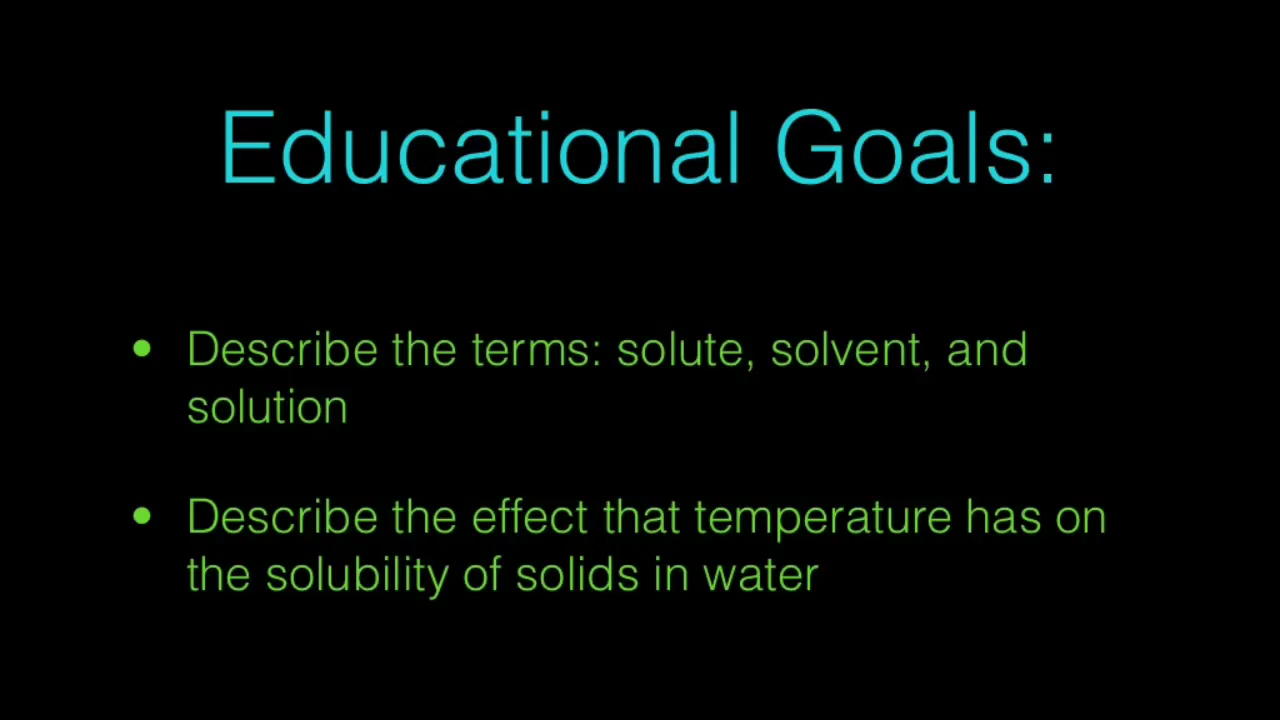 Educational Goals:
• Describe the terms: solute, solvent, and
solution
• Describe the effect that temperature has on
the solubility of solids in water